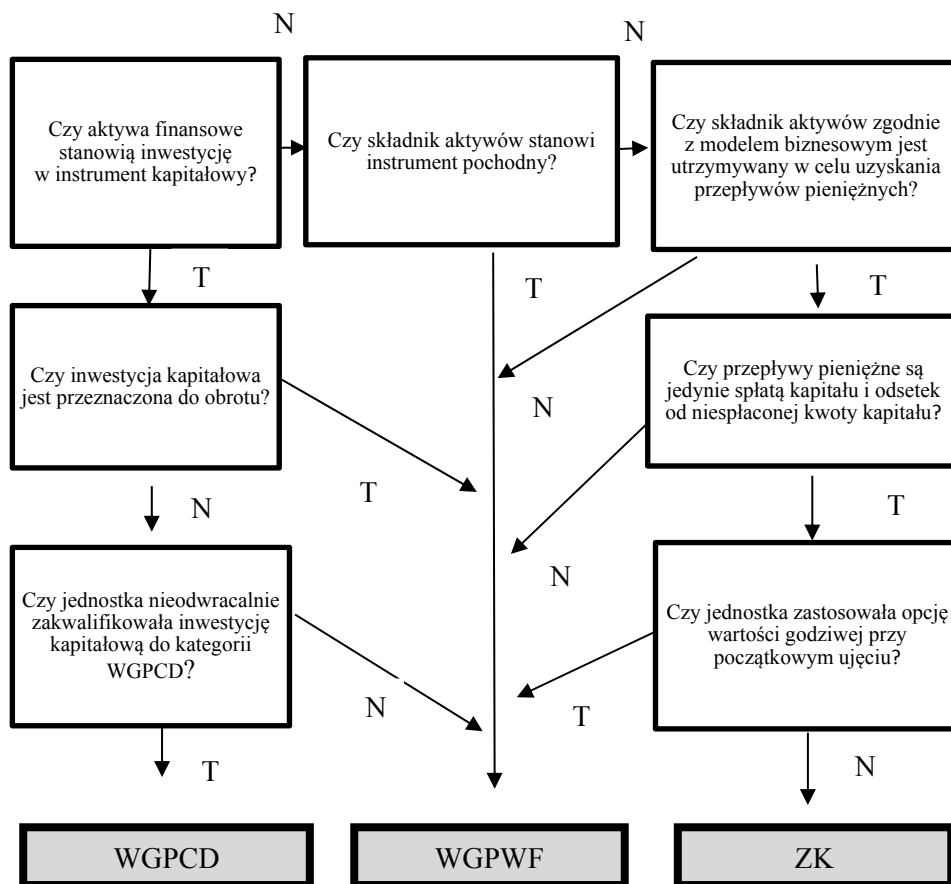 N
N
Czy aktywa finansowe
stanowią inwestycję
w instrument kapitałowy?
Czy składnik aktywów stanowi
instrument pochodny?
Czy składnik aktywów zgodnie
z modelem biznesowym jest
utrzymywany w celu uzyskania
przepływów pieniężnych?
T
T
T
Czy inwestycja kapitałowa
jest przeznaczona do obrotu?
Czy przepływy pieniężne są
jedynie spłatą kapitału i odsetek
od niespłaconej kwoty kapitału?
N
T
N
T
N
Czy jednostka nieodwracalnie
zakwalifikowała inwestycję
kapitałową do kategorii
WGPCD?
Czy jednostka zastosowała opcję
wartości godziwej przy
początkowym ujęciu?
N
T
T
N
WGPCD
WGPWF
ZK